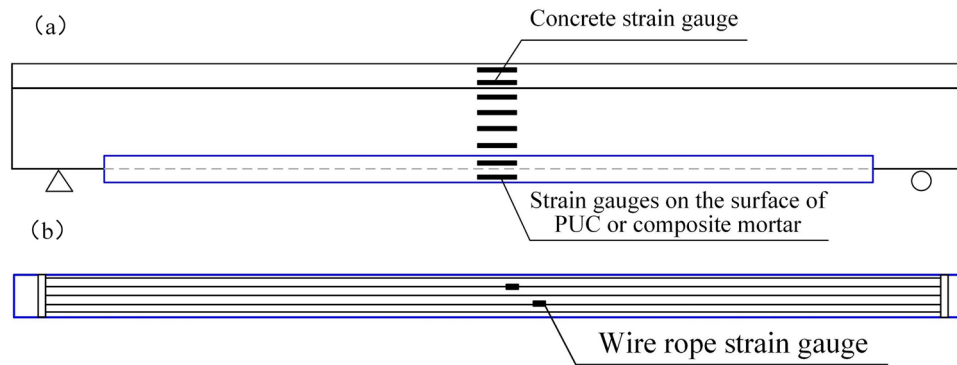 (a)
Concrete strain gauge
Strain gauges on the surface of
PUC or composite mortar
(b)
Wire rope strain gauge